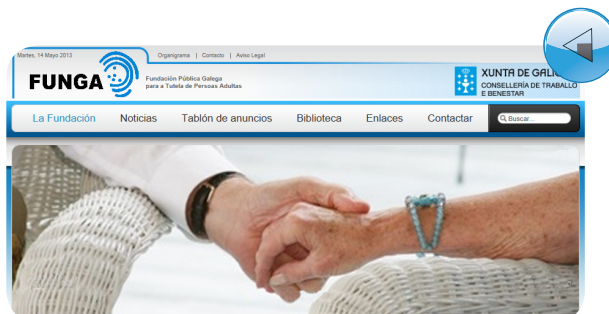 Martes, 14 Mayo 2013
Organigrama | Contacto | Aviso Legal
FUNGA
Fundación Pública Galega
para a Tutela de Persoas Adultas
XUNTA DE
CONSELLERÍA DE TRABALLO
E BENESTAR
La Fundación Noticias Tablón de anuncios Biblioteca Enlaces Contactar Buscar...